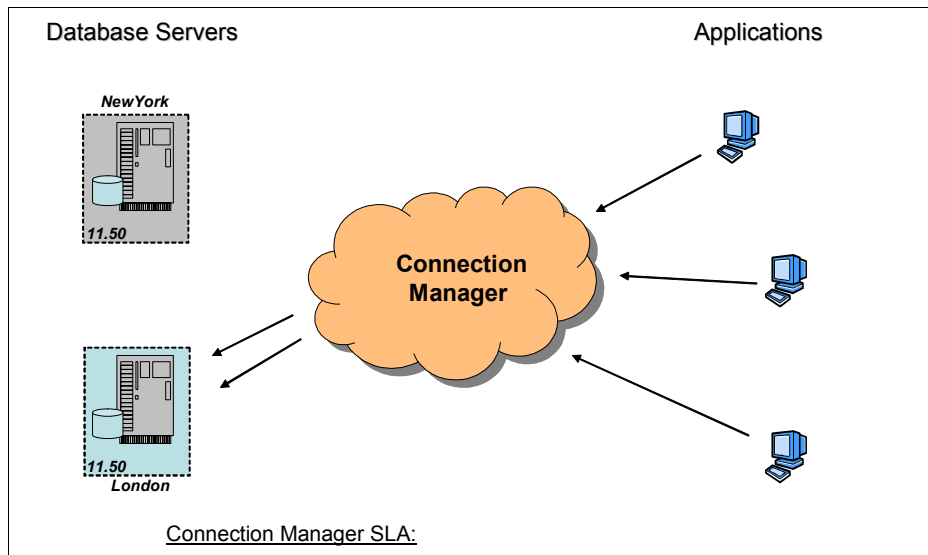 Database Servers
Applications
NewYork
11.50
Connection
Manager
11.50
London
Connection Manager SLA: